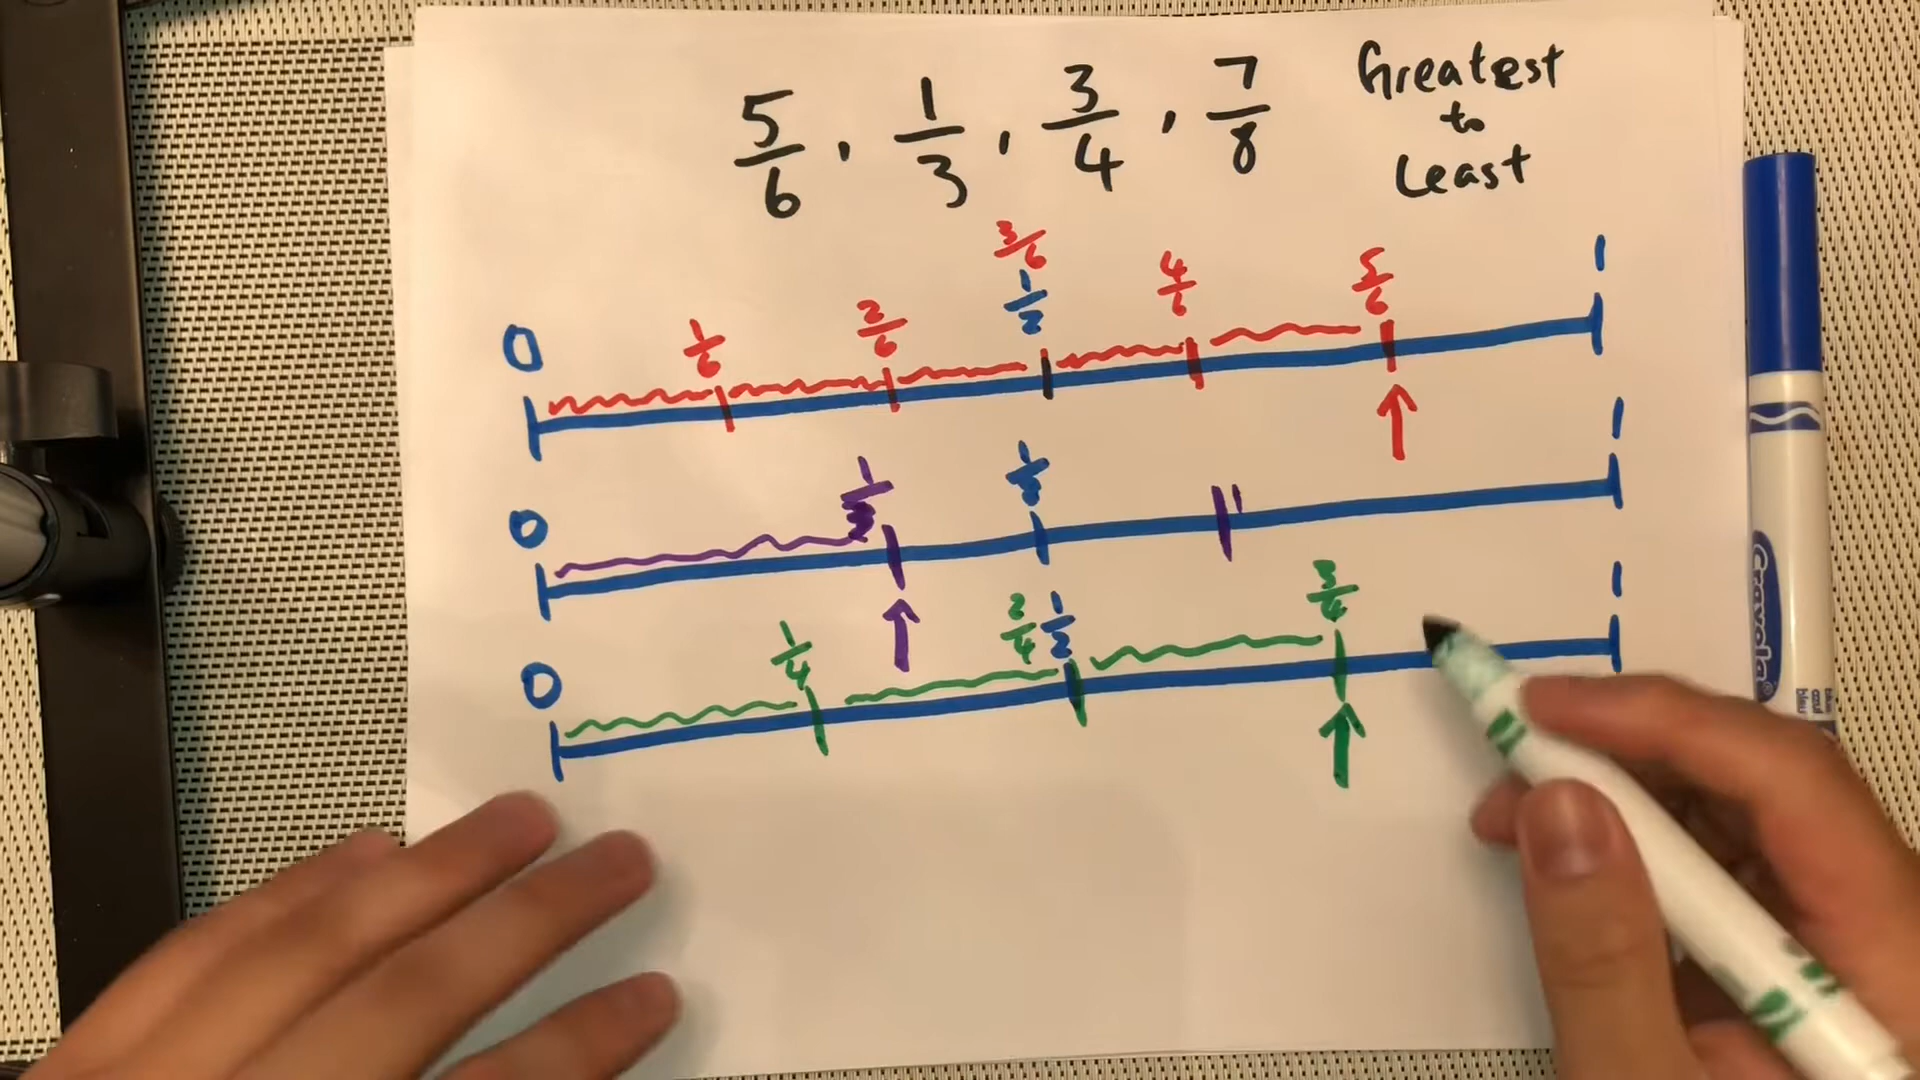 5/6, 1/3, 3/4, 7/8
Greatest
to
Least
0 1/6 2/6 3/6 1/2 4/6 5/6 1
0 1/3 1/2 1
0 1/4 2/4 1/2 3/4 1
Crayola